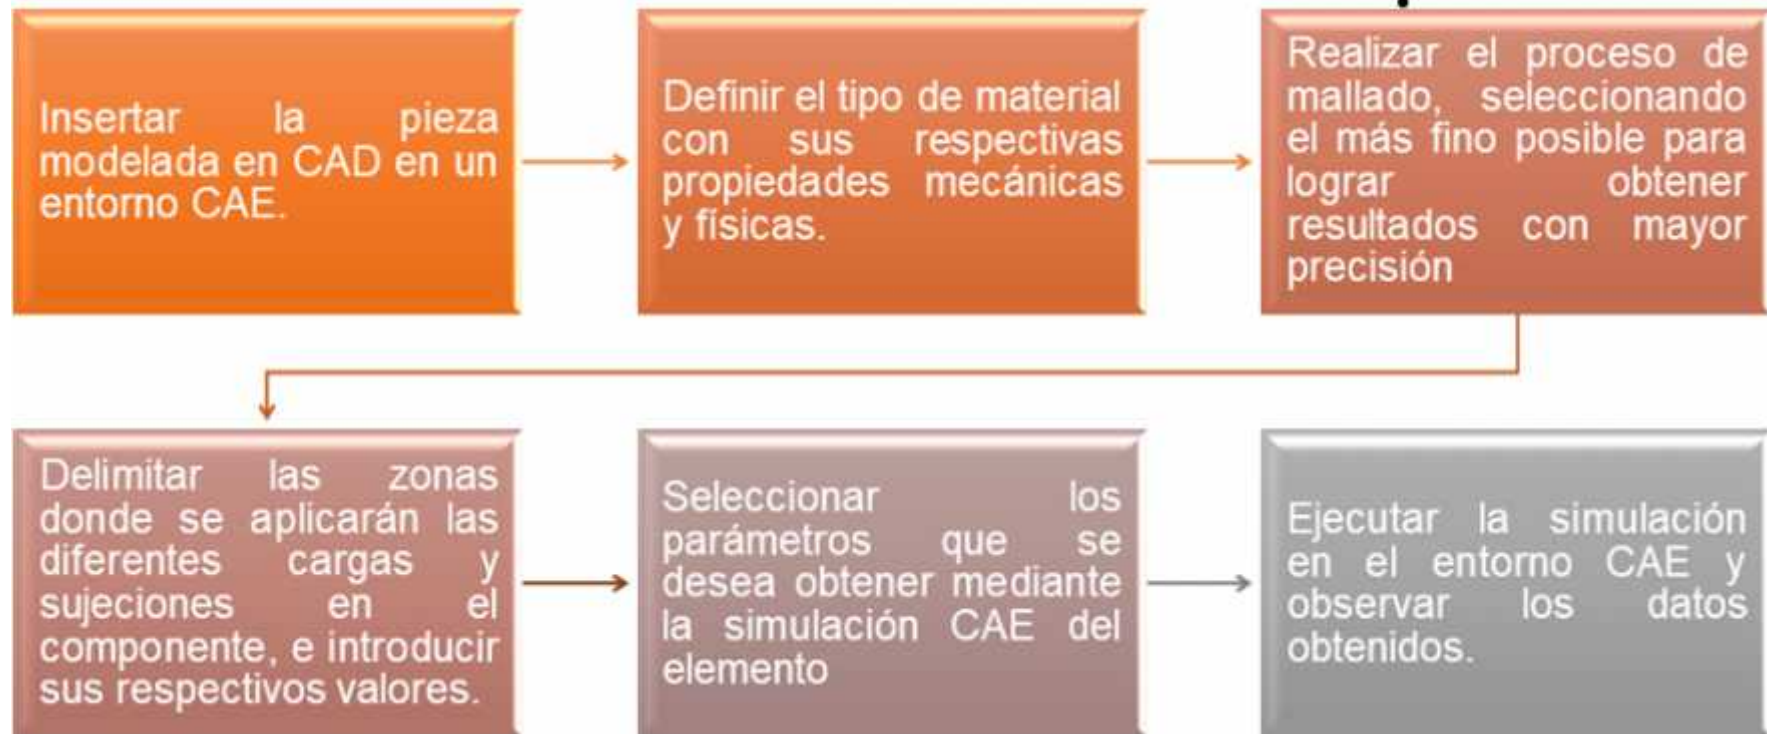 Insertar la pieza
modelada en CAD en un
entorno CAE.
Definir el tipo de material
con sus respectivas
propiedades mecánicas
y físicas.
Realizar el proceso de
mallado, seleccionando
el más fino posible para
lograr obtener
resultados con mayor
precisión
Delimitar las zonas
donde se aplicarán las
diferentes cargas y
sujeciones en el
componente, e introducir
sus respectivos valores.
Seleccionar los
parámetros que se
desea obtener mediante
la simulación CAE del
elemento
Ejecutar la simulación
en el entorno CAE y
observar los datos
obtenidos.